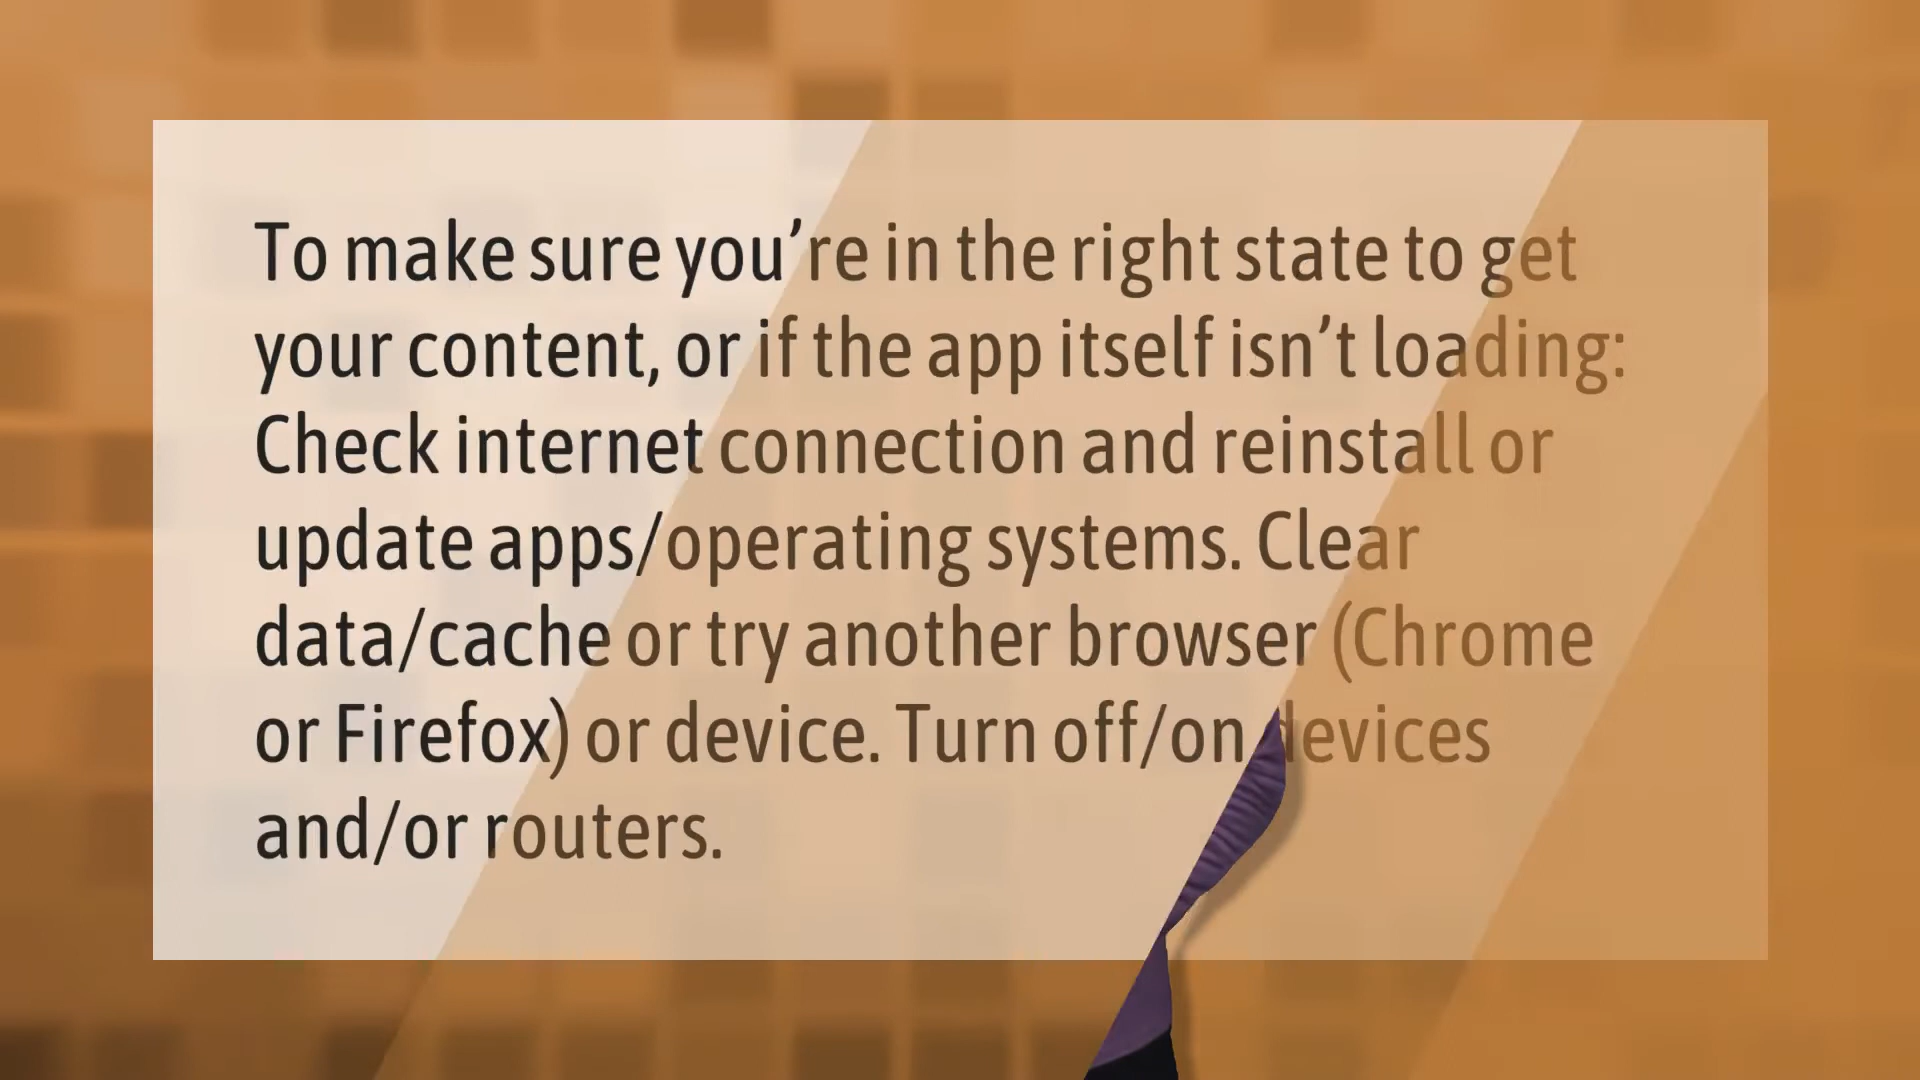 To make sure you’re in the right state to get
your content, or if the app itself isn’t loading:
Check internet connection and reinstall or
update apps/operating systems. Clear
data/cache or try another browser (Chrome
or Firefox) or device. Turn off/on devices
and/or routers.